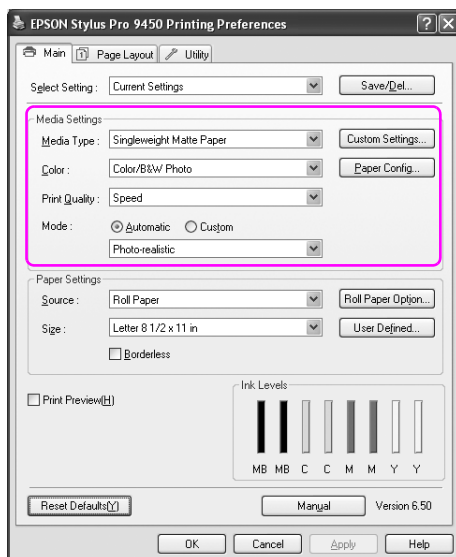 EPSON Stylus Pro 9450 Printing Preferences
Main Page Layout Utility
Select Setting : Current Settings Save/Del...
Media Settings
Media Type : Singleweight Matte Paper Custom Settings...
Color : Color/B&W Photo Paper Config...
Print Quality : Speed
Mode : Automatic Custom
Photo-realistic
Paper Settings
Source : Roll Paper Roll Paper Option...
Size : Letter 8 1/2 x 11 in User Defined...
Borderless
Print Preview(H)
Ink Levels
MB MB C C M M Y Y
Reset Defaults(Y) Manual Version 6.50
OK Cancel Apply Help